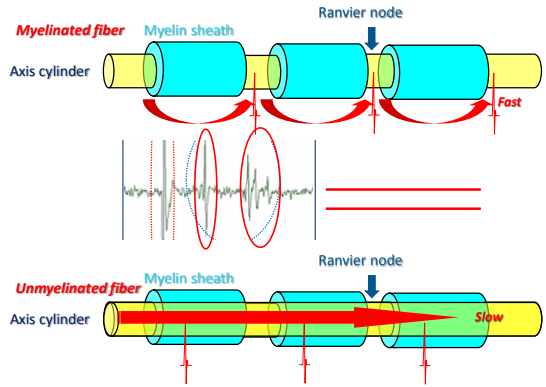 Ranvier node
Myelinated fiber
Myelin sheath
Axis cylinder
Fast
Ranvier node
Myelin sheath
Unmyelinated fiber
Axis cylinder
Slow